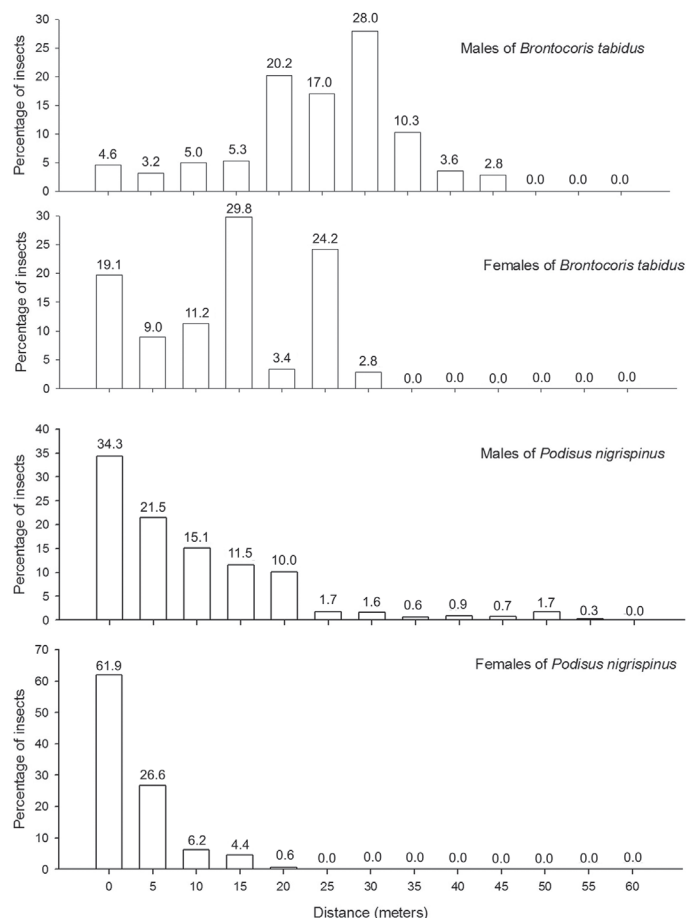 Percentage of insects
30
25
20
15
10
5
0
Males of Brontocoris tabidus
4.6 3.2 5.0 5.3 20.2 17.0 28.0 10.3 3.6 2.8 0.0 0.0 0.0
Percentage of insects
30
25
20
15
10
5
0
Females of Brontocoris tabidus
19.1 9.0 11.2 29.8 3.4 24.2 2.8 0.0 0.0 0.0 0.0 0.0 0.0
Percentage of insects
40
35
30
25
20
15
10
5
0
Males of Podisus nigrispinus
34.3 21.5 15.1 11.5 10.0 1.7 1.6 0.6 0.9 0.7 1.7 0.3 0.0
Percentage of insects
70
60
50
40
30
20
10
0
Females of Podisus nigrispinus
61.9 26.6 6.2 4.4 0.6 0.0 0.0 0.0 0.0 0.0 0.0 0.0 0.0
0 5 10 15 20 25 30 35 40 45 50 55 60
Distance (meters)